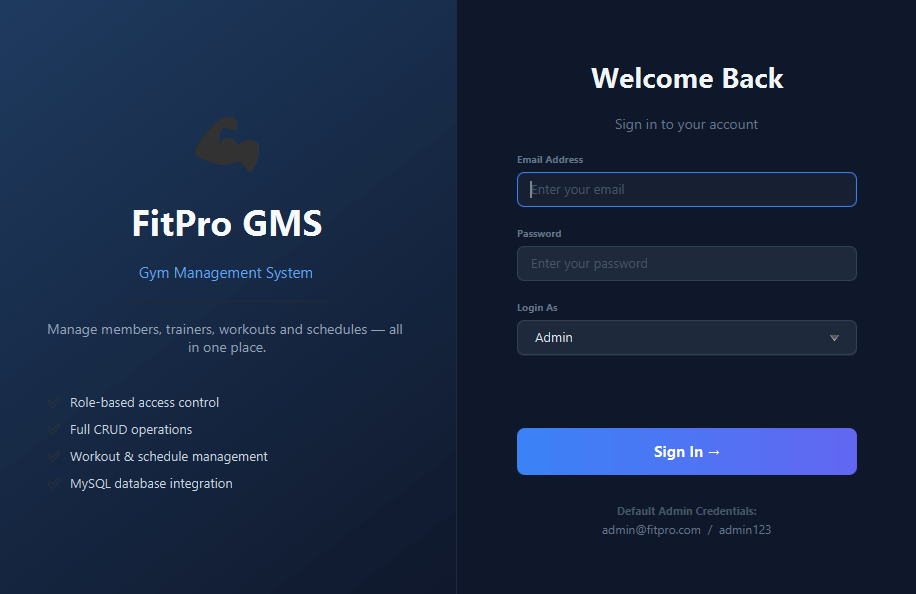 FitPro GMS
Gym Management System
Manage members, trainers, workouts and schedules — all
in one place.
Role-based access control
Full CRUD operations
Workout & schedule management
MySQL database integration
Welcome Back
Sign in to your account
Email Address
Enter your email
Password
Enter your password
Login As
Admin
Sign In →
Default Admin Credentials:
admin@fitpro.com / admin123